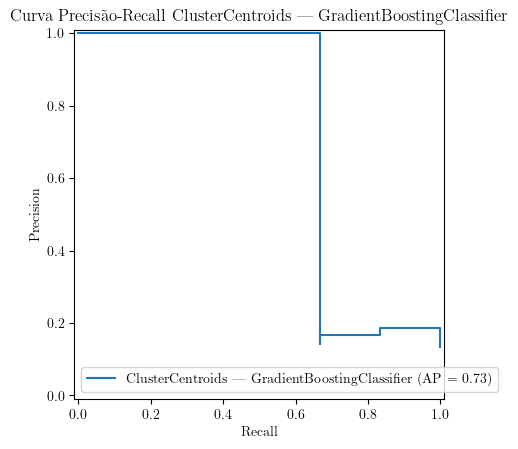 Curva Precisão-Recall ClusterCentroids — GradientBoostingClassifier
1.0
0.8
0.6
0.4
0.2
0.0
Precision
ClusterCentroids — GradientBoostingClassifier (AP = 0.73)
0.0 0.2 0.4 0.6 0.8 1.0
Recall